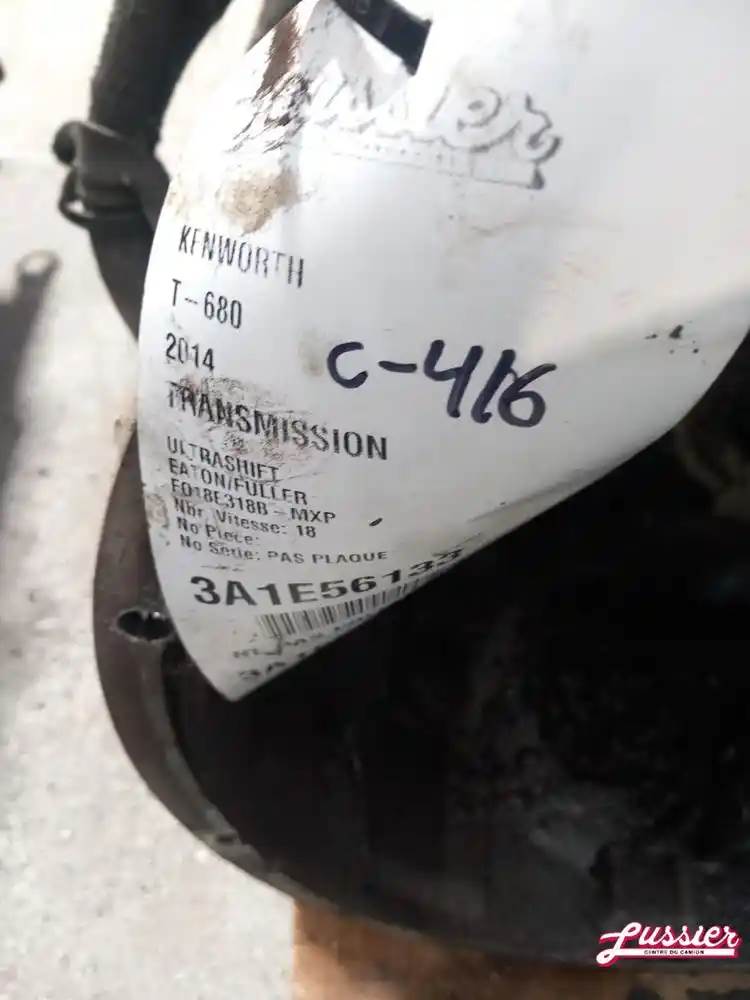 Lussier
KENWORTH
T-680
2014
C-416
TRANSMISSION
ULTRASHIFT
EATON/FULLER
FO18E318B-MXP
Nbr. Vitesse: 18
No Piece:
No Serie: PAS PLAQUE
3A1E56133
Lussier
CENTRE DU CAMION